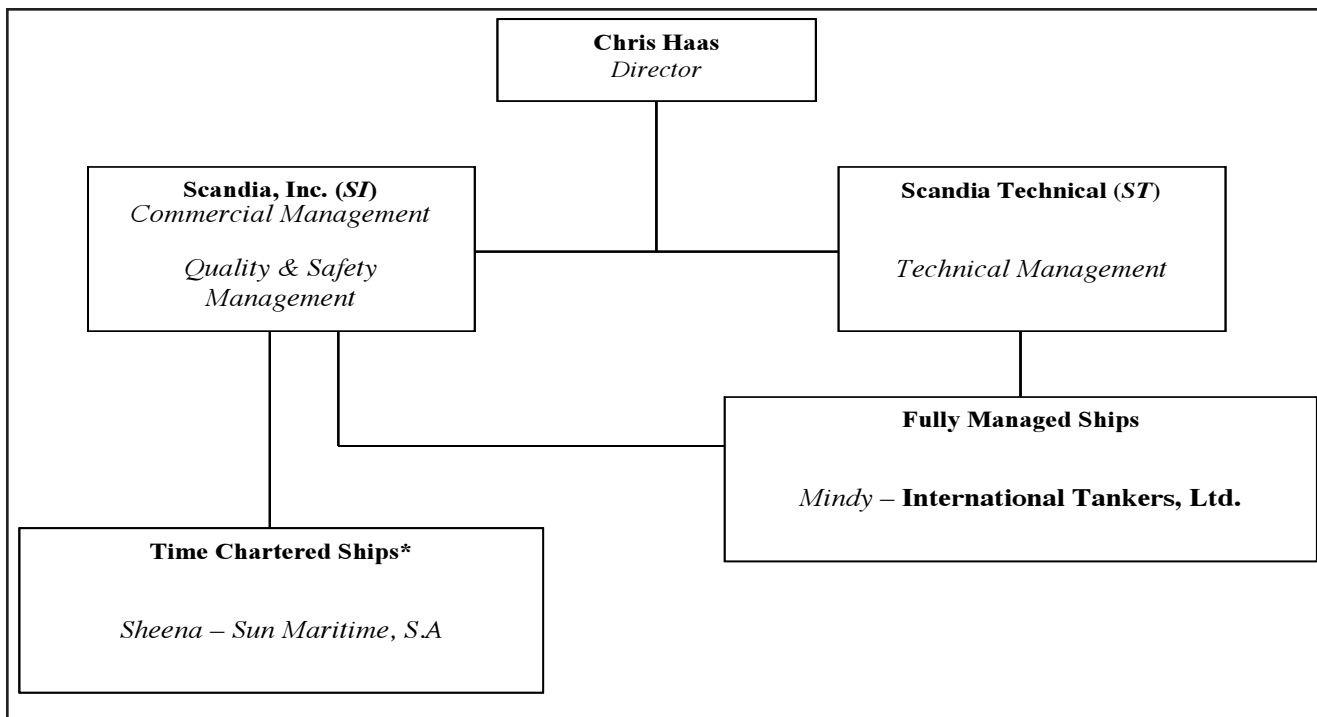 Chris Haas
Director
Scandia, Inc. (SI)
Commercial Management
Quality & Safety
Management
Scandia Technical (ST)
Technical Management
Fully Managed Ships
Mindy – International Tankers, Ltd.
Time Chartered Ships*
Sheena – Sun Maritime, S.A